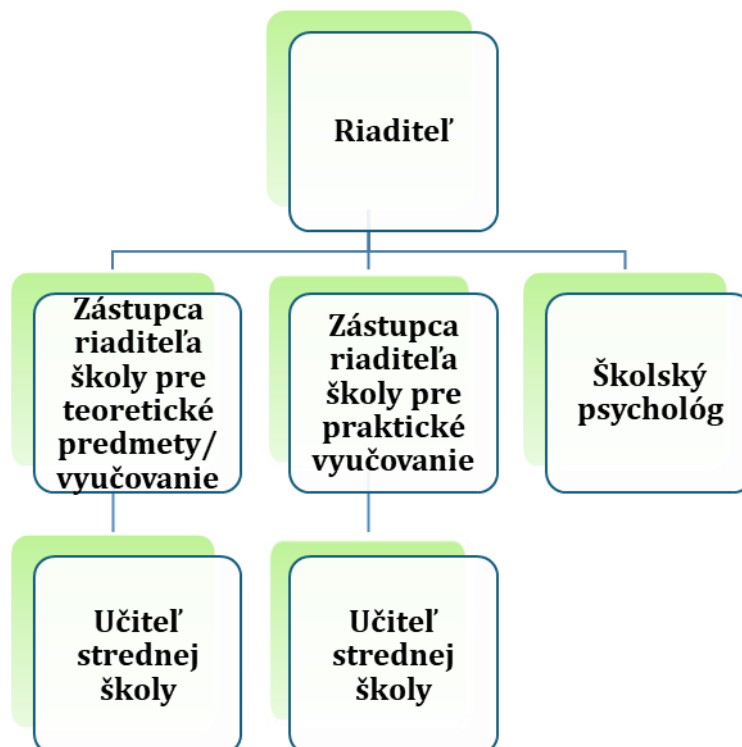 Riaditeľ
Zástupca
riaditeľa
školy pre
teoretické
predmety/
vyučovanie
Zástupca
riaditeľa
školy pre
praktické
vyučovanie
Školský
psychológ
Učiteľ
strednej
školy
Učiteľ
strednej
školy